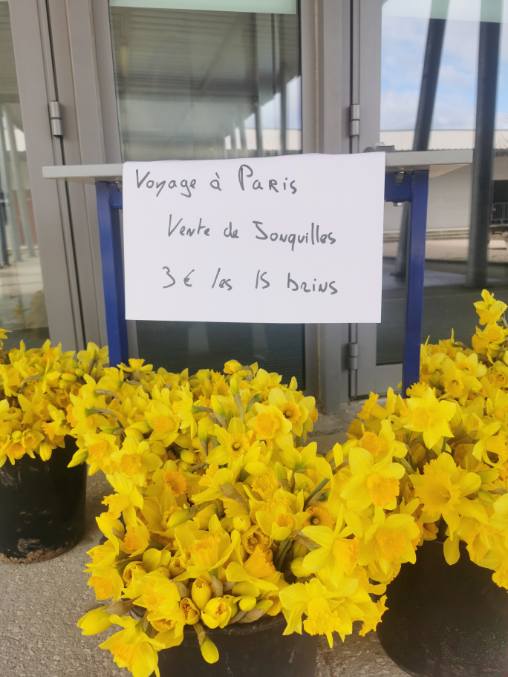 Voyage à Paris
Vente de Jonquilles
3 € les 15 brins